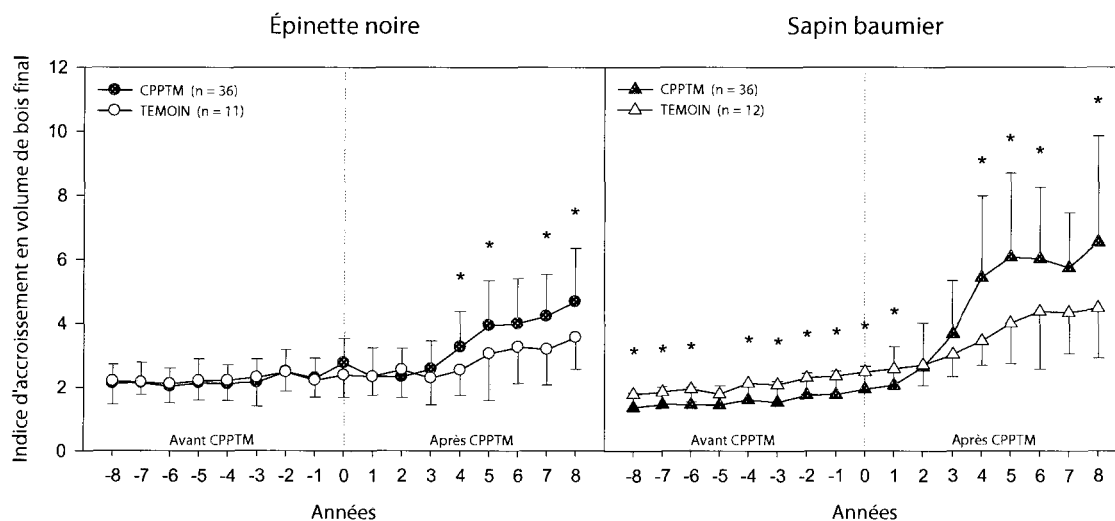 Épinette noire
Sapin baumier
Indice d'accroissement en volume de bois final
12
10
8
6
4
2
0
CPPTM (n = 36)
TEMOIN (n = 11)
* * * *
Avant CPPTM
Après CPPTM
-8 -7 -6 -5 -4 -3 -2 -1 0 1 2 3 4 5 6 7 8
Années
CPPTM (n = 36)
TEMOIN (n = 12)
* * * * * * * * * * * * *
Avant CPPTM
Après CPPTM
-8 -7 -6 -5 -4 -3 -2 -1 0 1 2 3 4 5 6 7 8
Années